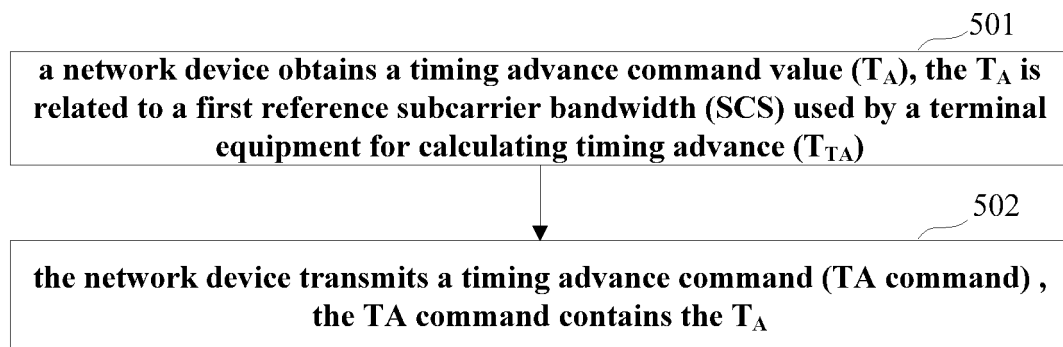 501
a network device obtains a timing advance command value (TA), the TA is
related to a first reference subcarrier bandwidth (SCS) used by a terminal
equipment for calculating timing advance (TTA)
502
the network device transmits a timing advance command (TA command) ,
the TA command contains the TA